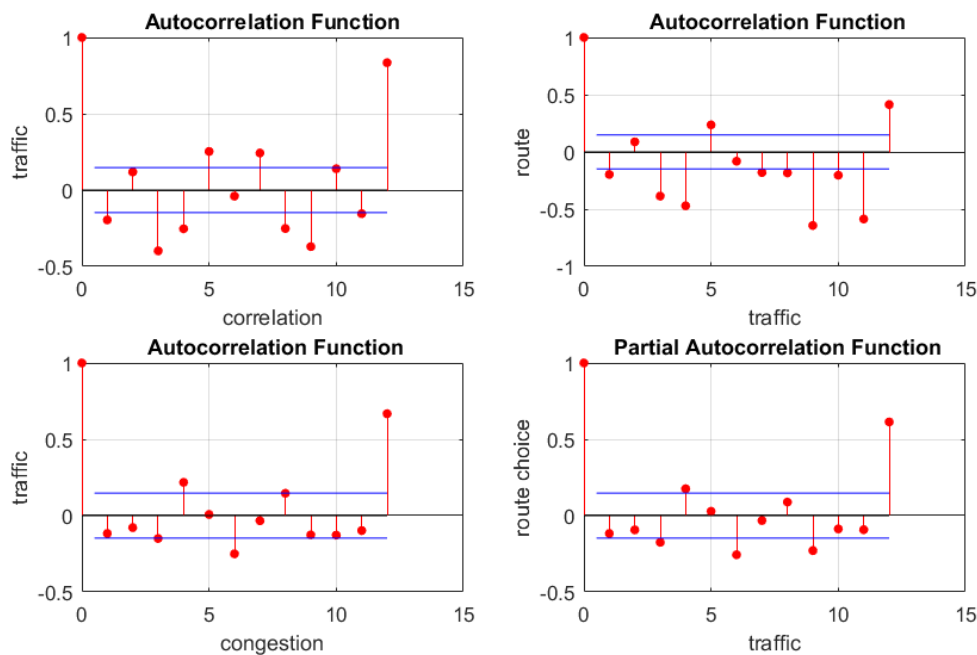 Autocorrelation Function
1
0.5
0
-0.5
traffic
0 5 10 15
correlation
Autocorrelation Function
1
0.5
0
-0.5
-1
route
0 5 10 15
traffic
Autocorrelation Function
1
0.5
0
-0.5
traffic
0 5 10 15
congestion
Partial Autocorrelation Function
1
0.5
0
-0.5
route choice
0 5 10 15
traffic